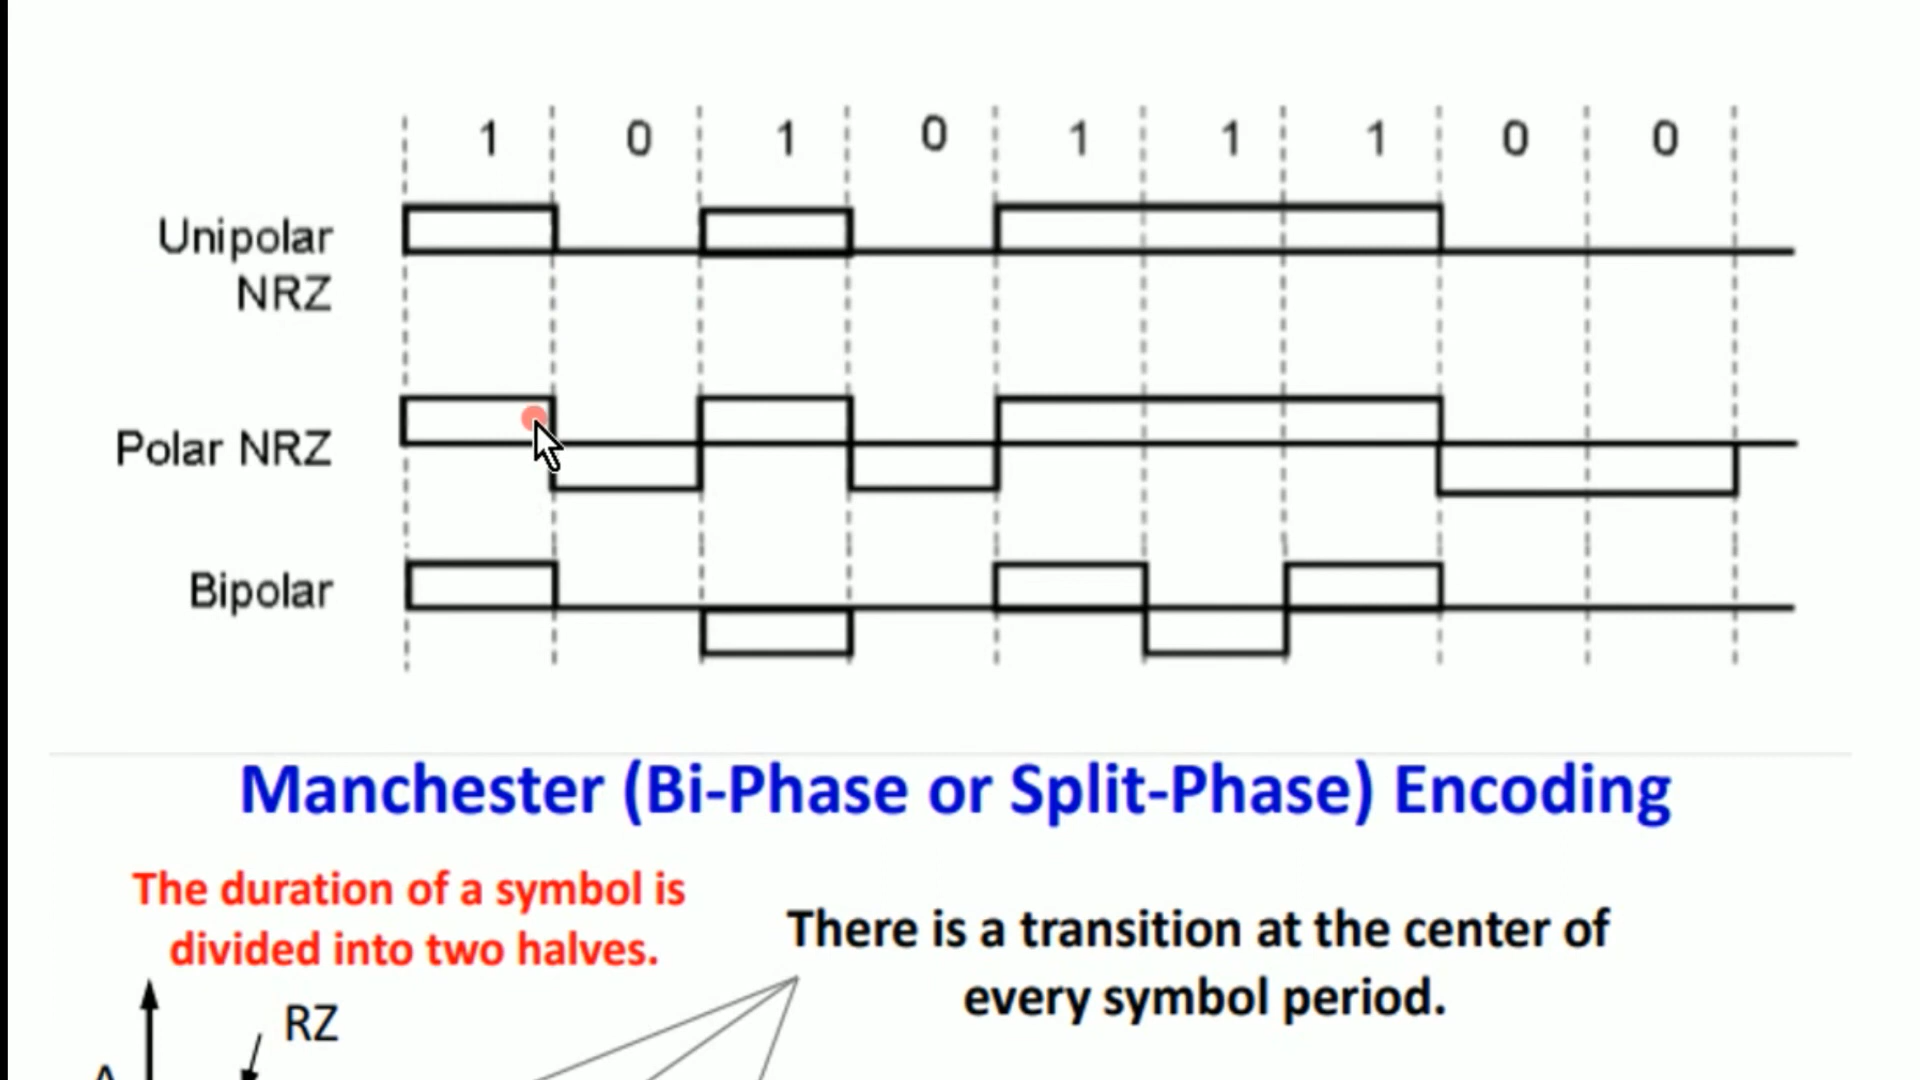 1 0 1 0 1 1 1 0 0
Unipolar
NRZ
Polar NRZ
Bipolar
Manchester (Bi-Phase or Split-Phase) Encoding
The duration of a symbol is
divided into two halves.
There is a transition at the center of
every symbol period.
RZ